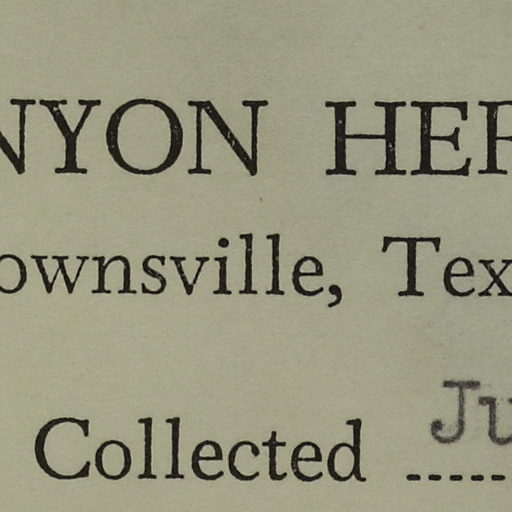 NYON HER
ownsville, Tex
Collected Ju